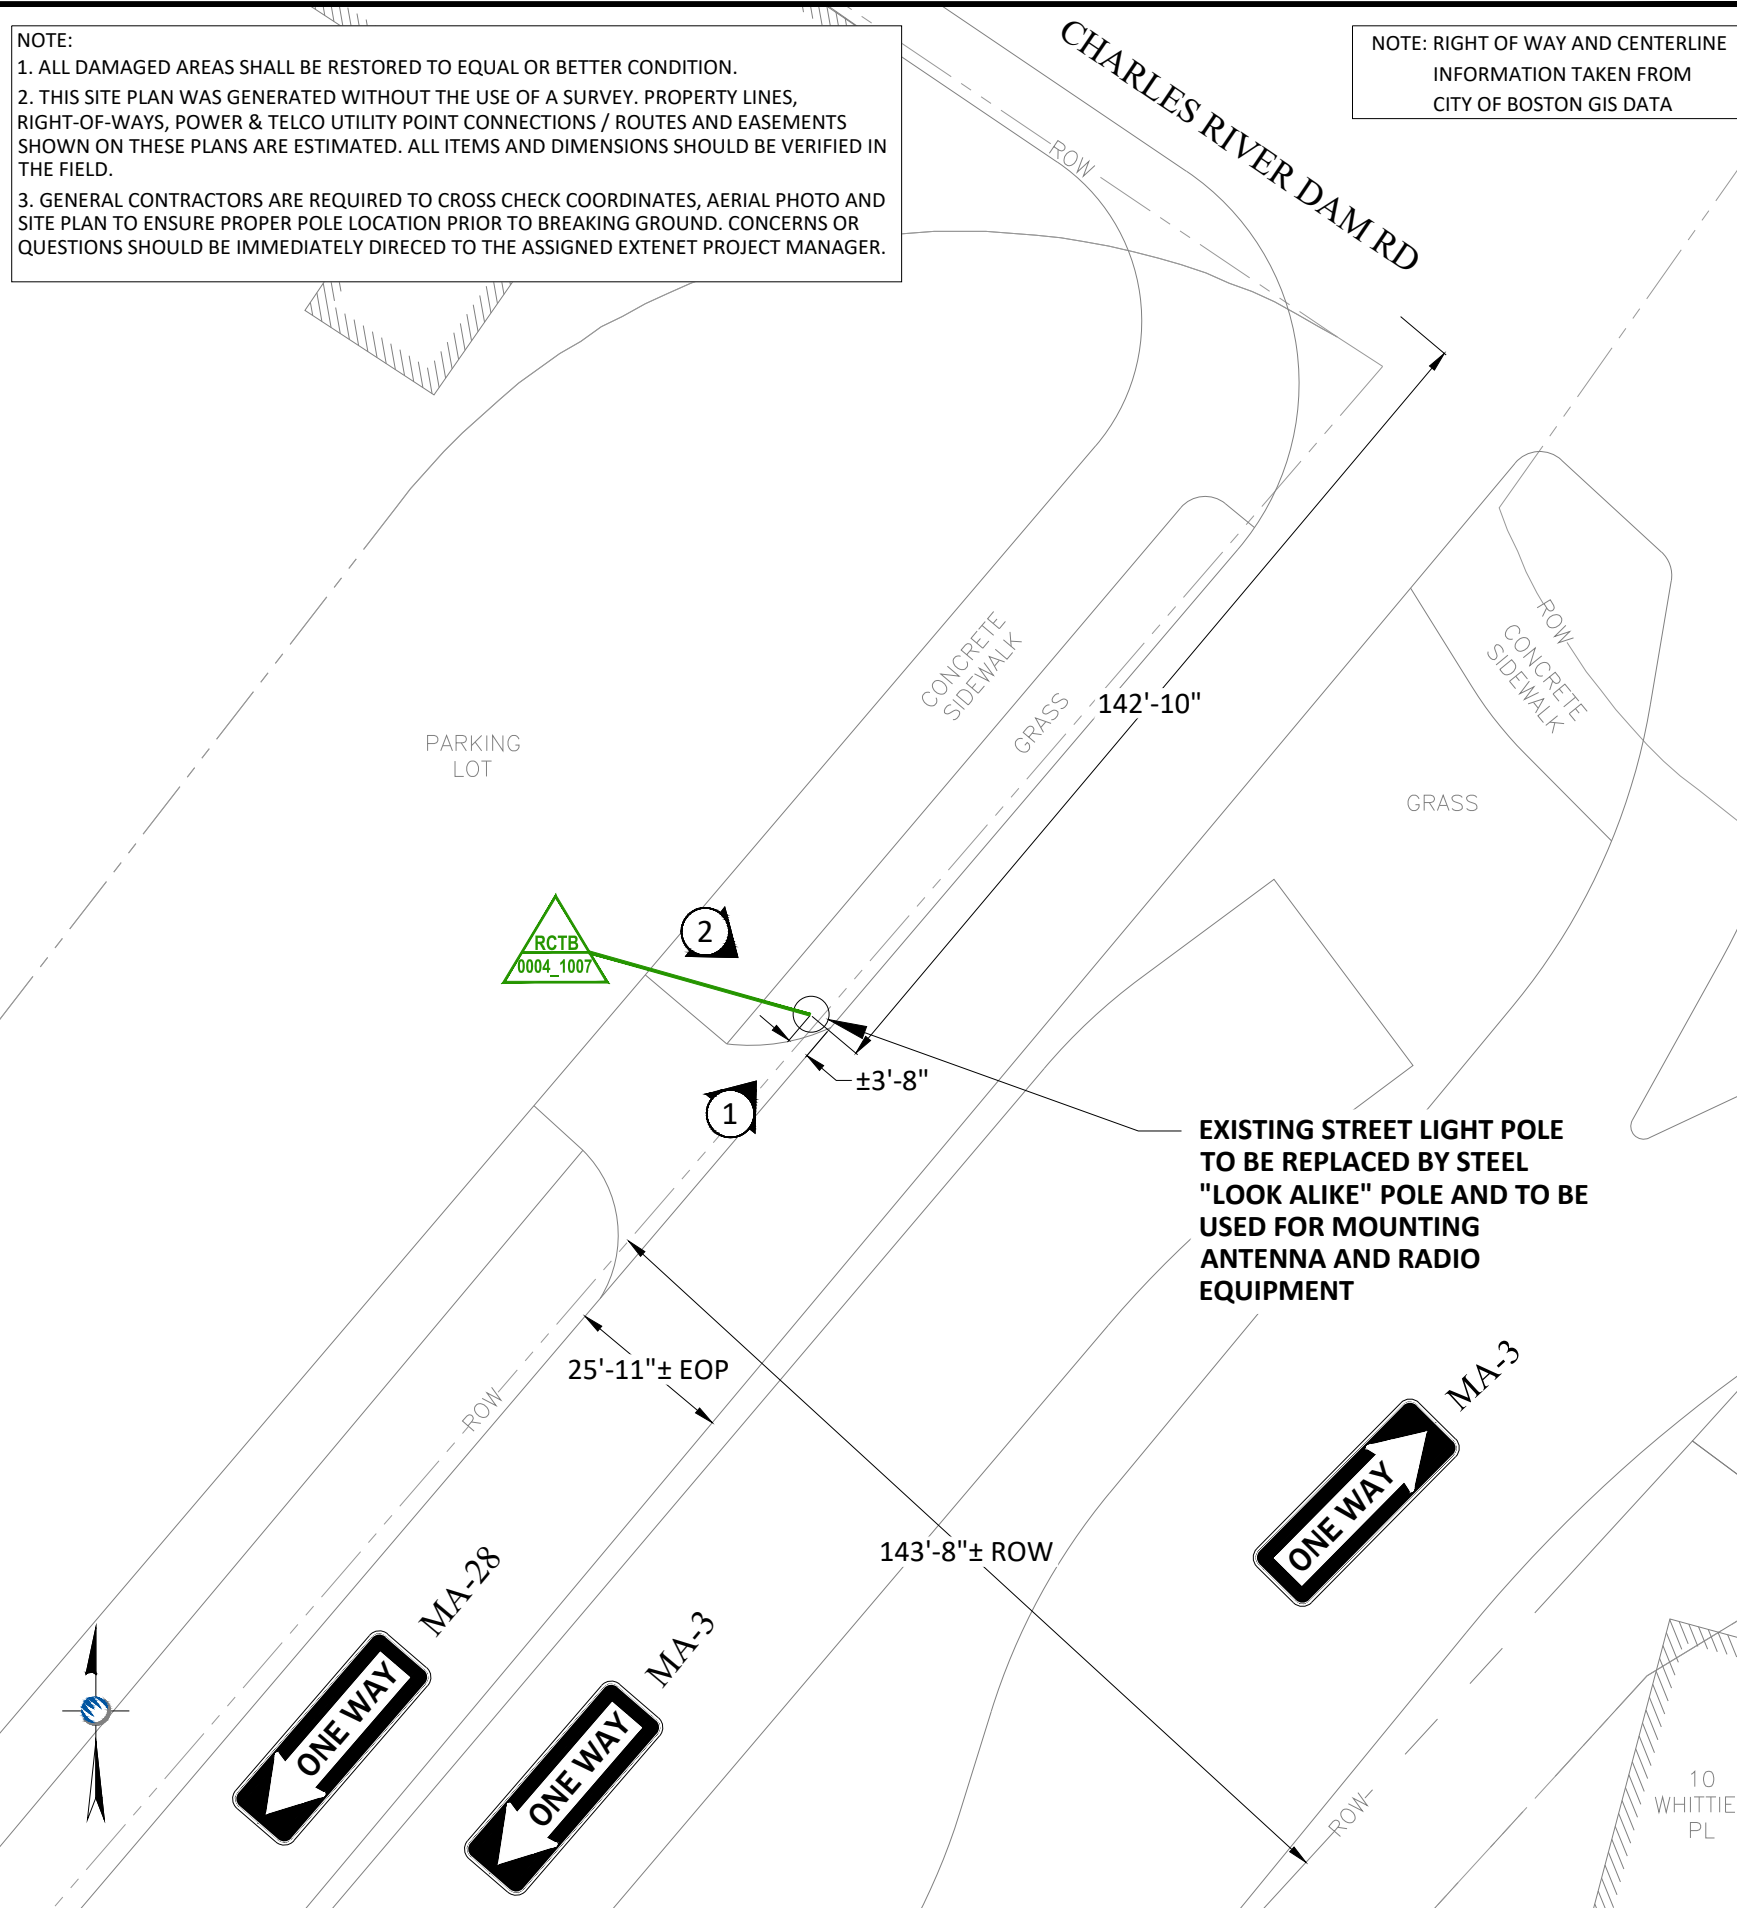 NOTE:
1. ALL DAMAGED AREAS SHALL BE RESTORED TO EQUAL OR BETTER CONDITION.
2. THIS SITE PLAN WAS GENERATED WITHOUT THE USE OF A SURVEY. PROPERTY LINES,
RIGHT-OF-WAYS, POWER & TELCO UTILITY POINT CONNECTIONS / ROUTES AND EASEMENTS
SHOWN ON THESE PLANS ARE ESTIMATED. ALL ITEMS AND DIMENSIONS SHOULD BE VERIFIED IN
THE FIELD.
3. GENERAL CONTRACTORS ARE REQUIRED TO CROSS CHECK COORDINATES, AERIAL PHOTO AND
SITE PLAN TO ENSURE PROPER POLE LOCATION PRIOR TO BREAKING GROUND. CONCERNS OR
QUESTIONS SHOULD BE IMMEDIATELY DIRECED TO THE ASSIGNED EXTENET PROJECT MANAGER.
NOTE: RIGHT OF WAY AND CENTERLINE
INFORMATION TAKEN FROM
CITY OF BOSTON GIS DATA
CHARLES RIVER DAM RD
ROW
CONCRETE
SIDEWALK
GRASS
142'-10"
ROW
CONCRETE
SIDEWALK
GRASS
PARKING
LOT
RCTB
0004_1007
2
±3'-8"
1
EXISTING STREET LIGHT POLE
TO BE REPLACED BY STEEL
"LOOK ALIKE" POLE AND TO BE
USED FOR MOUNTING
ANTENNA AND RADIO
EQUIPMENT
25'-11"± EOP
ROW
MA-3
ONE WAY
143'-8"± ROW
MA-28
ONE WAY
MA-3
ONE WAY
ROW
10
WHITTIE
PL